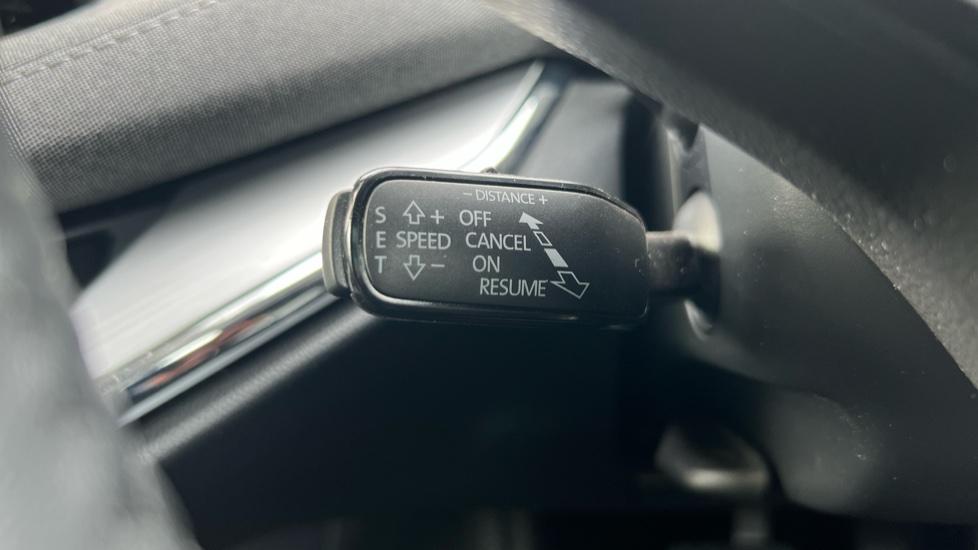 - DISTANCE +
S + OFF
E SPEED CANCEL
T - ON
RESUME